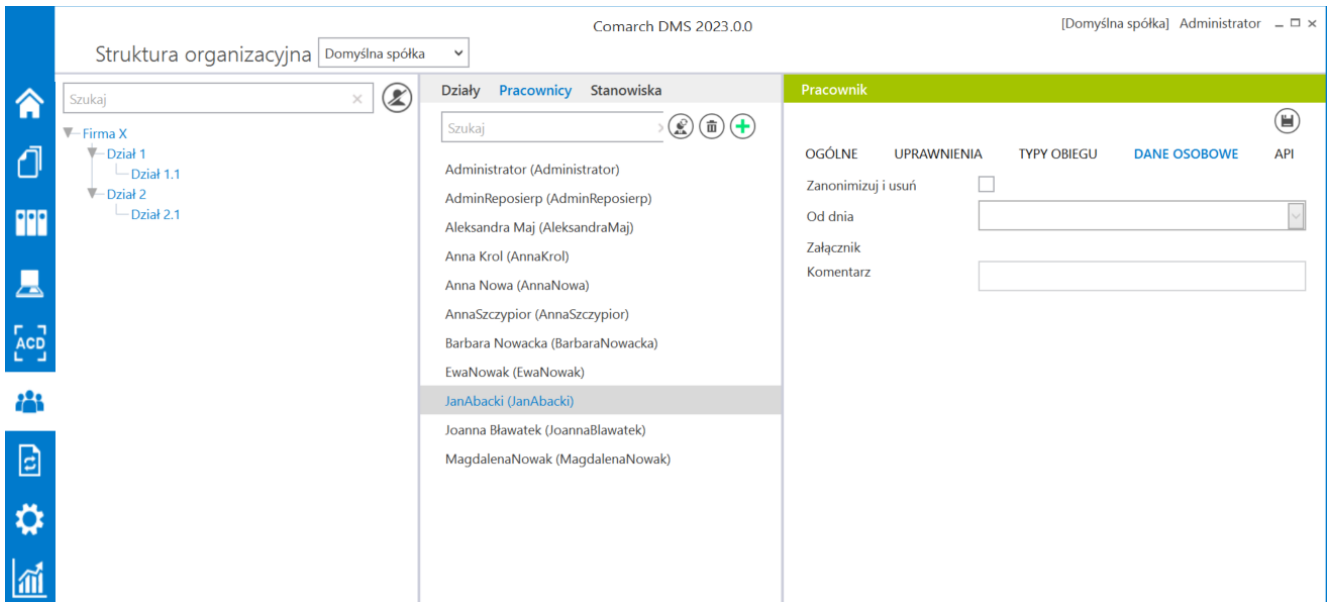 Comarch DMS 2023.0.0
[Domyślna spółka] Administrator
Struktura organizacyjna Domyślna spółka
Szukaj
Firma X
Dział 1
Dział 1.1
Dział 2
Dział 2.1
ACD
Działy Pracownicy Stanowiska
Szukaj
Administrator (Administrator)
AdminReposierp (AdminReposierp)
Aleksandra Maj (AleksandraMaj)
Anna Krol (AnnaKrol)
Anna Nowa (AnnaNowa)
AnnaSzczypior (AnnaSzczypior)
Barbara Nowacka (BarbaraNowacka)
EwaNowak (EwaNowak)
JanAbacki (JanAbacki)
Joanna Bławatek (JoannaBlawatek)
MagdalenaNowak (MagdalenaNowak)
Pracownik
OGÓLNE UPRAWNIENIA TYPY OBIEGU DANE OSOBOWE API
Zanonimizuj i usuń
Od dnia
Załącznik
Komentarz